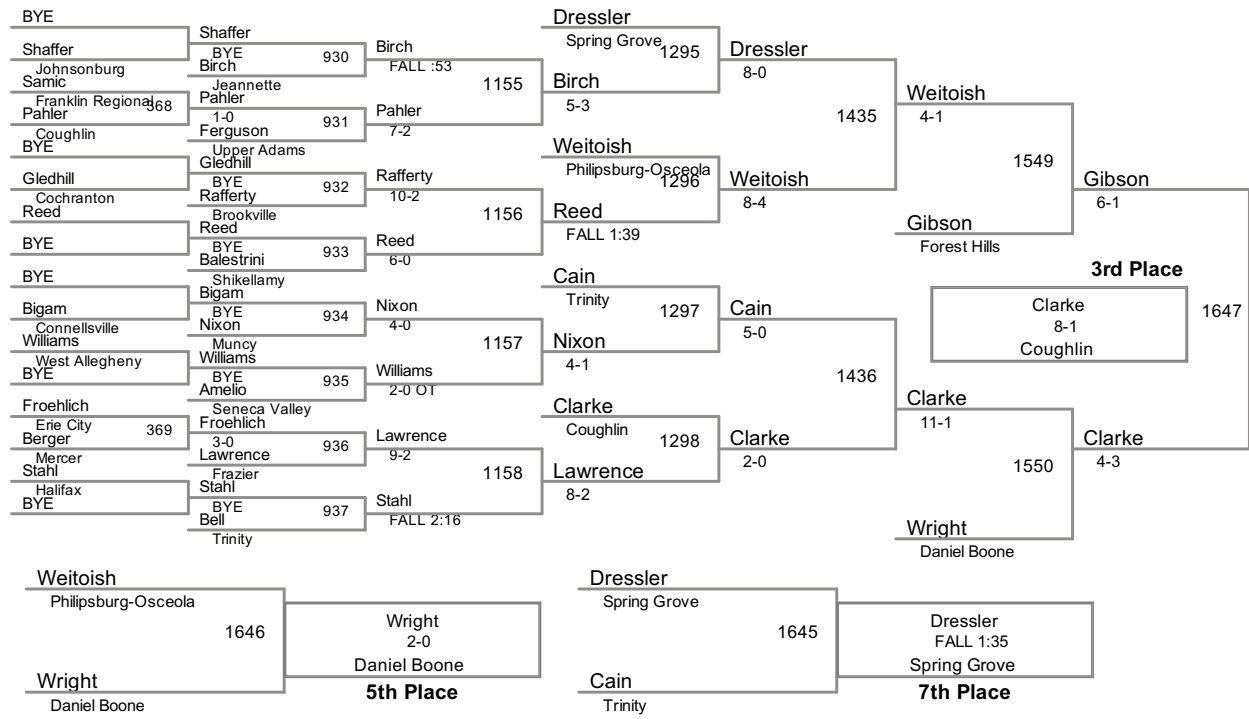 BYE
Shaffer
Johnsonburg
Samic
Franklin Regional
368
Pahler
Coughlin
BYE
Gledhill
Cochranton
Reed
BYE
BYE
Bigam
Connellsville
Williams
West Allegheny
BYE
Froehlich
Erie City
369
Berger
Mercer
Stahl
Halifax
BYE
Shaffer
BYE
930
Birch
Jeannette
Pahler
1-0
931
Ferguson
Upper Adams
Gledhill
BYE
932
Rafferty
Brookville
Reed
BYE
933
Balestrini
Shikellamy
Bigam
BYE
934
Nixon
Muncy
Williams
BYE
935
Amelio
Seneca Valley
Froehlich
3-0
936
Lawrence
Frazier
Stahl
BYE
937
Bell
Trinity
Birch
FALL :53
1155
Pahler
7-2
Rafferty
10-2
1156
Reed
6-0
Nixon
4-0
1157
Williams
2-0 OT
Lawrence
9-2
1158
Stahl
FALL 2:16
Dressler
Spring Grove
1295
Birch
5-3
Weitoish
Philipsburg-Osceola
1296
Reed
FALL 1:39
Cain
Trinity
1297
Nixon
4-1
Clarke
Coughlin
1298
Lawrence
8-2
Dressler
8-0
1435
Weitoish
8-4
Cain
5-0
1436
Clarke
2-0
Weitoish
4-1
1549
Gibson
Forest Hills
Clarke
11-1
1550
Wright
Daniel Boone
Gibson
6-1
3rd Place
Clarke
8-1
Coughlin
1647
Clarke
4-3
Weitoish
Philipsburg-Osceola
1646
Wright
Daniel Boone
Wright
2-0
Daniel Boone
5th Place
Dressler
Spring Grove
1645
Cain
Trinity
Dressler
FALL 1:35
Spring Grove
7th Place